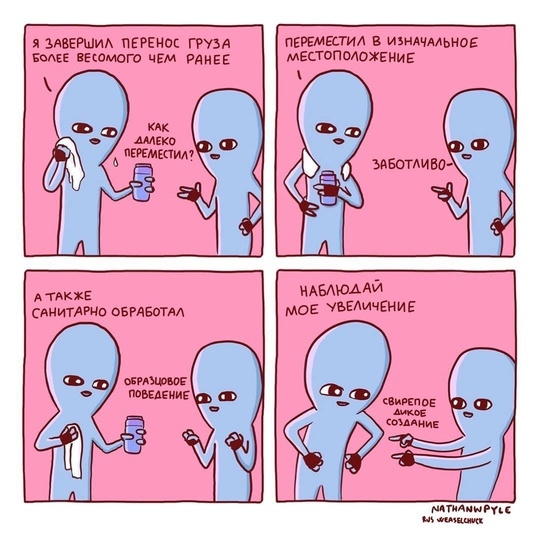 Я ЗАВЕРШИЛ ПЕРЕНОС ГРУЗА
БОЛЕЕ ВЕСОМОГО ЧЕМ РАНЕЕ
КАК
ДАЛЕКО
ПЕРЕМЕСТИЛ?
ПЕРЕМЕСТИЛ В ИЗНАЧАЛЬНОЕ
МЕСТОПОЛОЖЕНИЕ
ЗАБОТЛИВО-
А ТАКЖЕ
САНИТАРНО ОБРАБОТАЛ
ОБРАЗЦОВОЕ
ПОВЕДЕНИЕ
НАБЛЮДАЙ
МОЕ УВЕЛИЧЕНИЕ
СВИРЕПОЕ
ДИКОЕ
СОЗДАНИЕ
NATHANWPYLE
RUS WEASELCHUCK